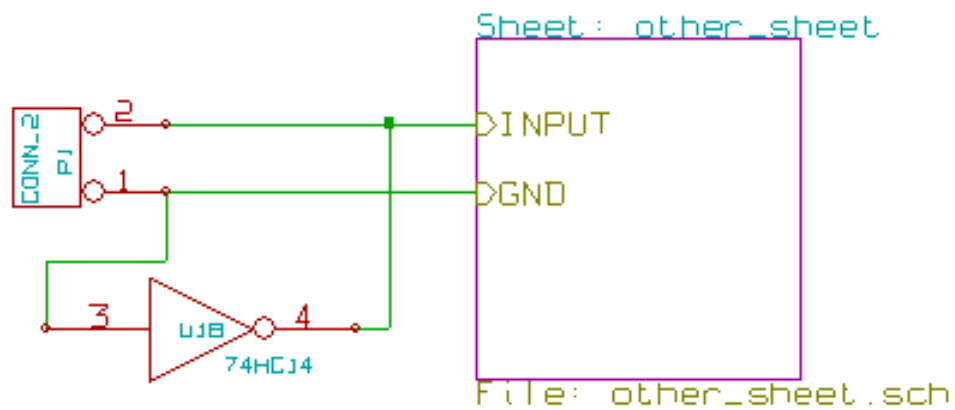 Sheet: other_sheet
CONN_2
P1
2
INPUT
1
GND
3
U1B
4
74HC14
File: other_sheet.sch